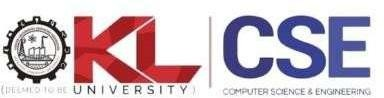 KL | CSE
(DEEMED TO BE UNIVERSITY)
COMPUTER SCIENCE & ENGINEERING